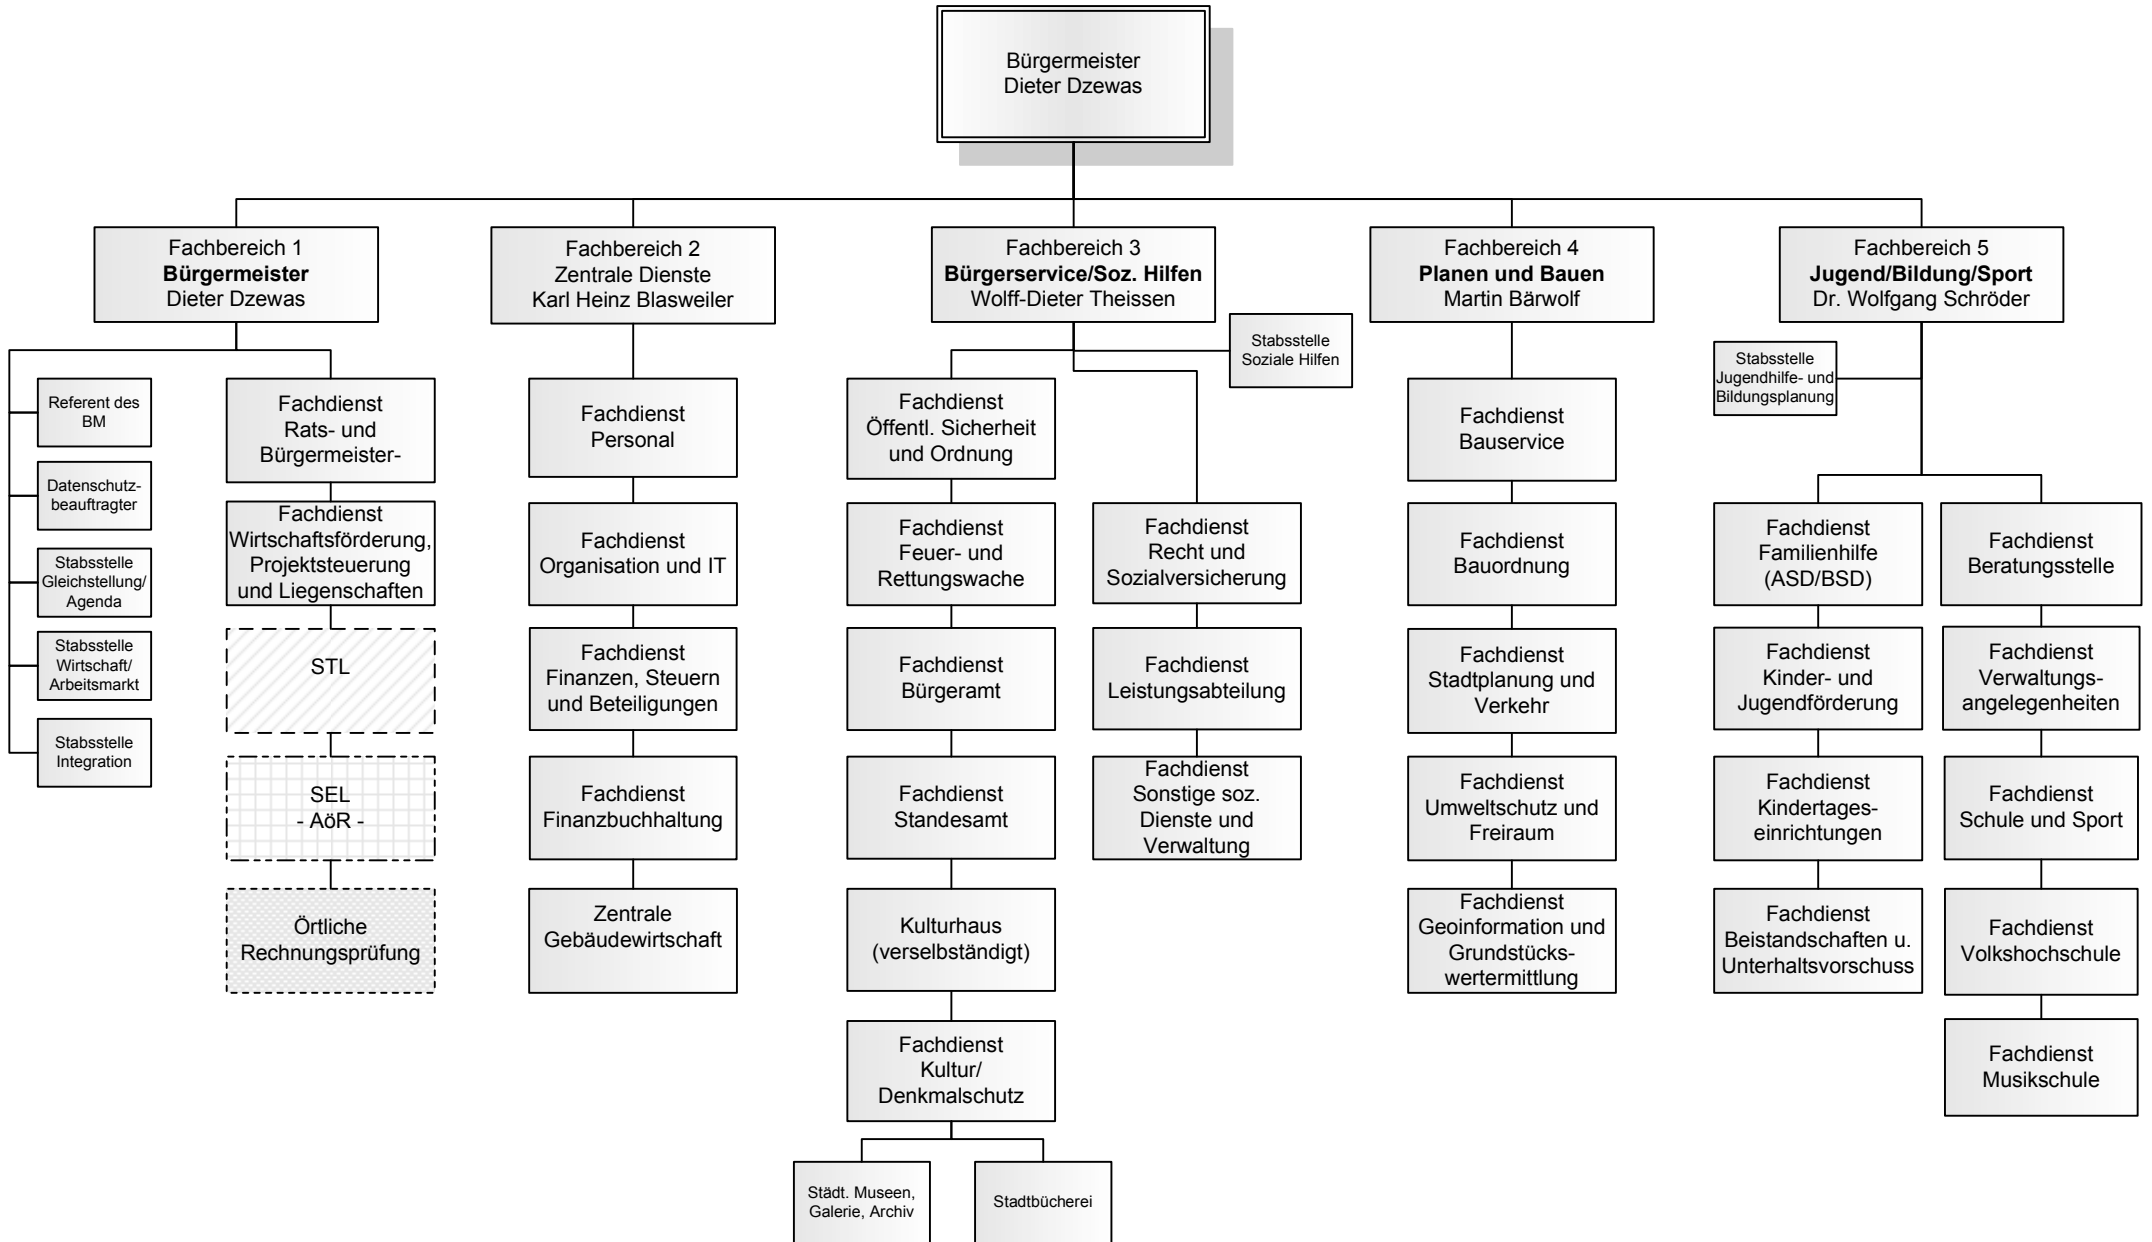 Bürgermeister
Dieter Dzewas
Fachbereich 1
Bürgermeister
Dieter Dzewas
Fachbereich 2
Zentrale Dienste
Karl Heinz Blasweiler
Fachbereich 3
Bürgerservice/Soz. Hilfen
Wolff-Dieter Theissen
Fachbereich 4
Planen und Bauen
Martin Bärwolf
Fachbereich 5
Jugend/Bildung/Sport
Dr. Wolfgang Schröder
Referent des
BM
Datenschutz-
beauftragter
Stabsstelle
Gleichstellung/
Agenda
Stabsstelle
Wirtschaft/
Arbeitsmarkt
Stabsstelle
Integration
Fachdienst
Rats- und
Bürgermeister-
Fachdienst
Wirtschaftsförderung,
Projektsteuerung
und Liegenschaften
STL
SEL
- AöR -
Örtliche
Rechnungsprüfung
Fachdienst
Personal
Fachdienst
Organisation und IT
Fachdienst
Finanzen, Steuern
und Beteiligungen
Fachdienst
Finanzbuchhaltung
Zentrale
Gebäudewirtschaft
Stabsstelle
Soziale Hilfen
Fachdienst
Öffentl. Sicherheit
und Ordnung
Fachdienst
Feuer- und
Rettungswache
Fachdienst
Bürgeramt
Fachdienst
Standesamt
Kulturhaus
(verselbständigt)
Fachdienst
Kultur/
Denkmalschutz
Städt. Museen,
Galerie, Archiv
Stadtbücherei
Fachdienst
Recht und
Sozialversicherung
Fachdienst
Leistungsabteilung
Fachdienst
Sonstige soz.
Dienste und
Verwaltung
Fachdienst
Bauservice
Fachdienst
Bauordnung
Fachdienst
Stadtplanung und
Verkehr
Fachdienst
Umweltschutz und
Freiraum
Fachdienst
Geoinformation und
Grundstücks-
wertermittlung
Stabsstelle
Jugendhilfe- und
Bildungsplanung
Fachdienst
Familienhilfe
(ASD/BSD)
Fachdienst
Kinder- und
Jugendförderung
Fachdienst
Kindertages-
einrichtungen
Fachdienst
Beistandschaften u.
Unterhaltsvorschuss
Fachdienst
Beratungsstelle
Fachdienst
Verwaltungs-
angelegenheiten
Fachdienst
Schule und Sport
Fachdienst
Volkshochschule
Fachdienst
Musikschule